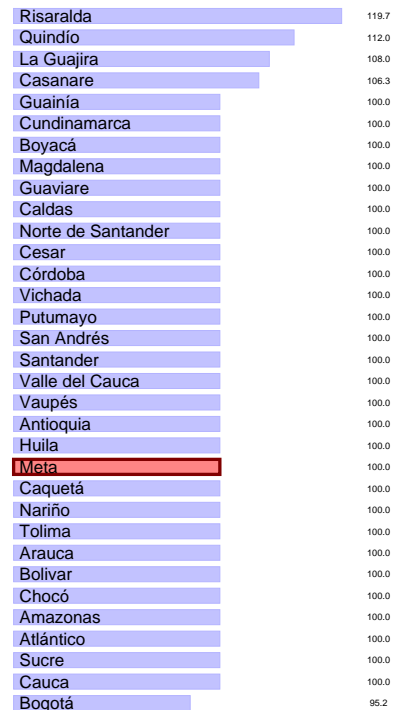 Risaralda 119.7
Quindío 112.0
La Guajira 108.0
Casanare 106.3
Guainía 100.0
Cundinamarca 100.0
Boyacá 100.0
Magdalena 100.0
Guaviare 100.0
Caldas 100.0
Norte de Santander 100.0
Cesar 100.0
Córdoba 100.0
Vichada 100.0
Putumayo 100.0
San Andrés 100.0
Santander 100.0
Valle del Cauca 100.0
Vaupés 100.0
Antioquia 100.0
Huila 100.0
Meta 100.0
Caquetá 100.0
Nariño 100.0
Tolima 100.0
Arauca 100.0
Bolivar 100.0
Chocó 100.0
Amazonas 100.0
Atlántico 100.0
Sucre 100.0
Cauca 100.0
Bogotá 95.2